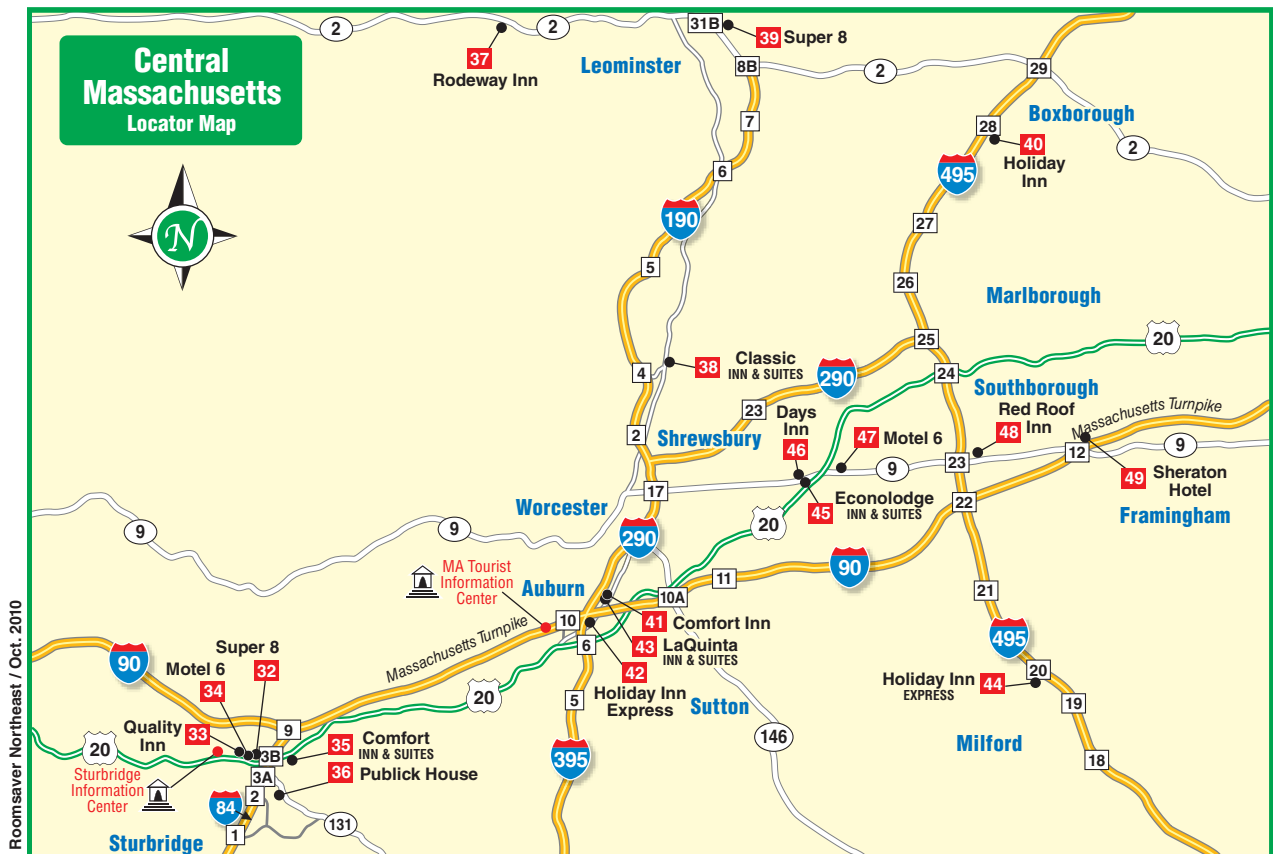 Central
Massachusetts
Locator Map
N
2
37
Rodeway Inn
2
31B
39 Super 8
Leominster
8B
2
29
7
Boxborough
28
40
Holiday
Inn
2
6
495
190
27
5
26
Marlborough
25
20
4
38 Classic
INN & SUITES
290
24
Southborough
23
Days
Inn
46
47 Motel 6
Red Roof
Inn
48
Massachusetts Turnpike
2
Shrewsbury
9
12
9
23
49 Sheraton
Hotel
17
45 Econolodge
INN & SUITES
22
Framingham
Worcester
9
9
290
20
90
MA Tourist
Information
Center
Auburn
10A
11
21
10
41 Comfort Inn
43 LaQuinta
INN & SUITES
6
42
Holiday Inn
Express
495
Massachusetts Turnpike
90
Super 8
32
Motel 6
34
20
5
Sutton
Holiday Inn
EXPRESS
44
20
19
9
Quality
Inn
33
20
3B
35 Comfort
INN & SUITES
36 Publick House
3A
Sturbridge
Information
Center
2
84
1
131
146
395
Milford
18
Sturbridge
Roomsaver Northeast / Oct. 2010